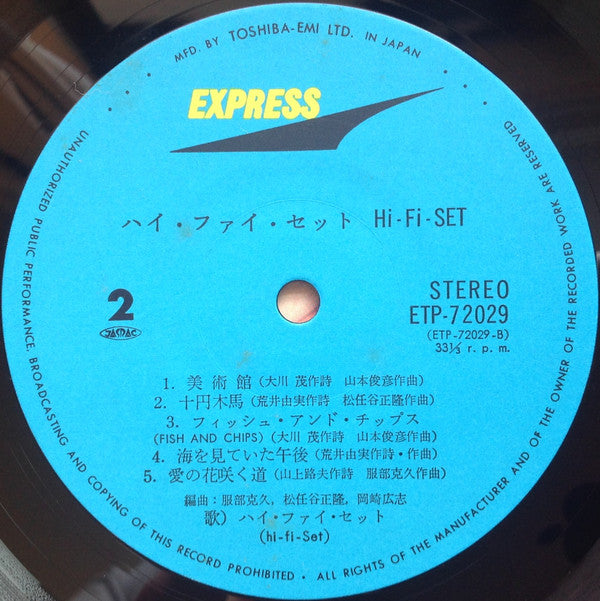 MFD. BY TOSHIBA-EMI LTD. IN JAPAN
EXPRESS
ハイ・ファイ・セット Hi-Fi-SET
2
JASRAC
STEREO
ETP-72029
(ETP-72029-B)
33⅓ r. p. m.
1. 美術館(大川 茂作詩 山本俊彦作曲)
2. 十円木馬(荒井由実作詩 松任谷正隆作曲)
3. フィッシュ・アンド・チップス
(FISH AND CHIPS)(大川 茂作詩 山本俊彦作曲)
4. 海を見ていた午後(荒井由実作詩・作曲)
5. 愛の花咲く道(山上路夫作詩 服部克久作曲)
編曲:服部克久, 松任谷正隆, 岡崎広志
歌)ハイ・ファイ・セット
(hi-fi-Set)
UNAUTHORIZED PUBLIC PERFORMANCE, BROADCASTING AND COPYING OF THIS RECORD PROHIBITED • ALL RIGHTS OF THE MANUFACTURER AND OF THE OWNER OF THE RECORDED WORK ARE RESERVED